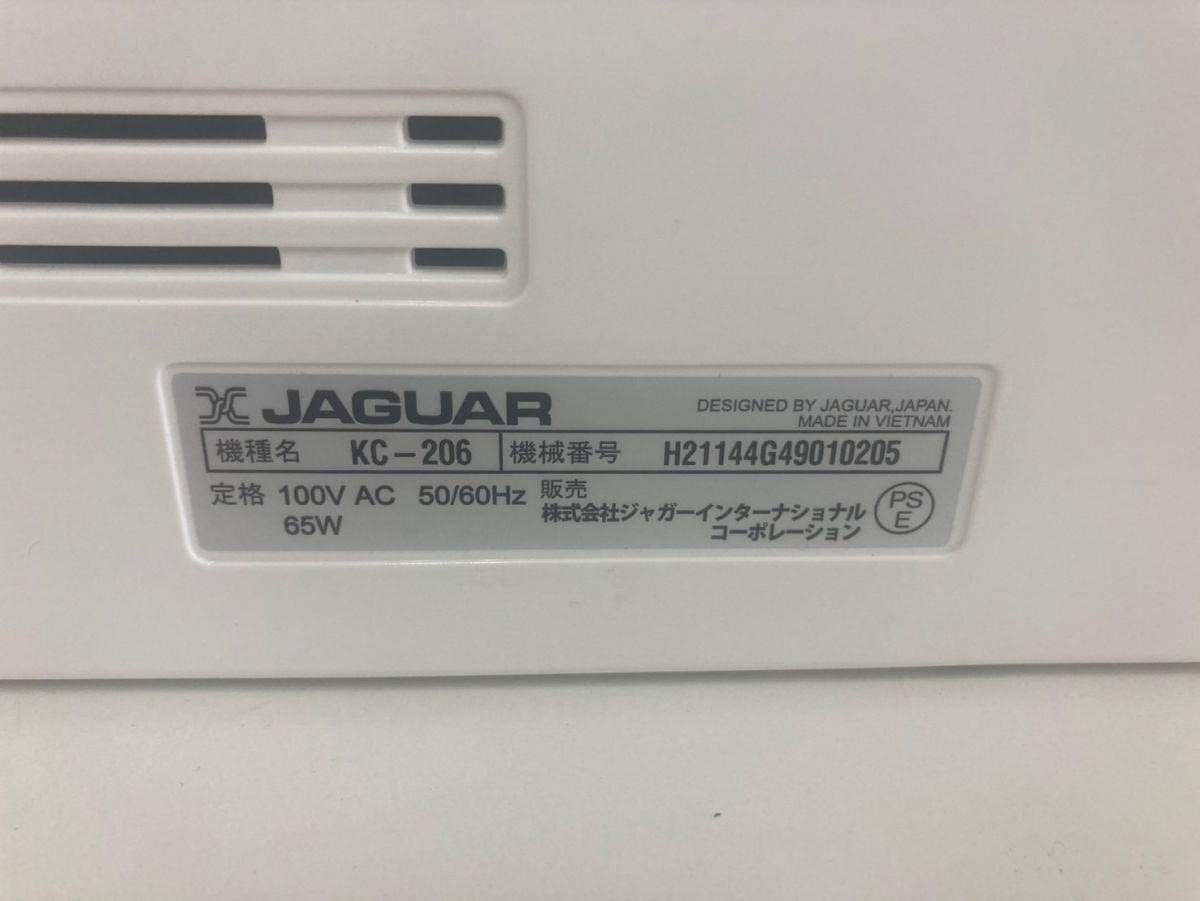 JAGUAR
DESIGNED BY JAGUAR,JAPAN.
MADE IN VIETNAM
機種名 KC-206 機械番号 H21144G49010205
定格 100V AC 50/60Hz
65W
販売
株式会社ジャガーインターナショナル
コーポレーション
PS
E